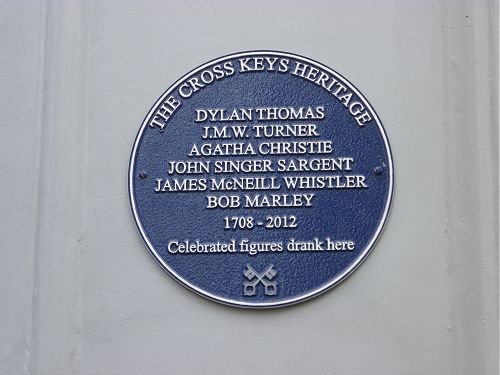 THE CROSS KEYS HERITAGE
DYLAN THOMAS
J.M.W. TURNER
AGATHA CHRISTIE
JOHN SINGER SARGENT
JAMES McNEILL WHISTLER
BOB MARLEY
1708 - 2012
Celebrated figures drank here